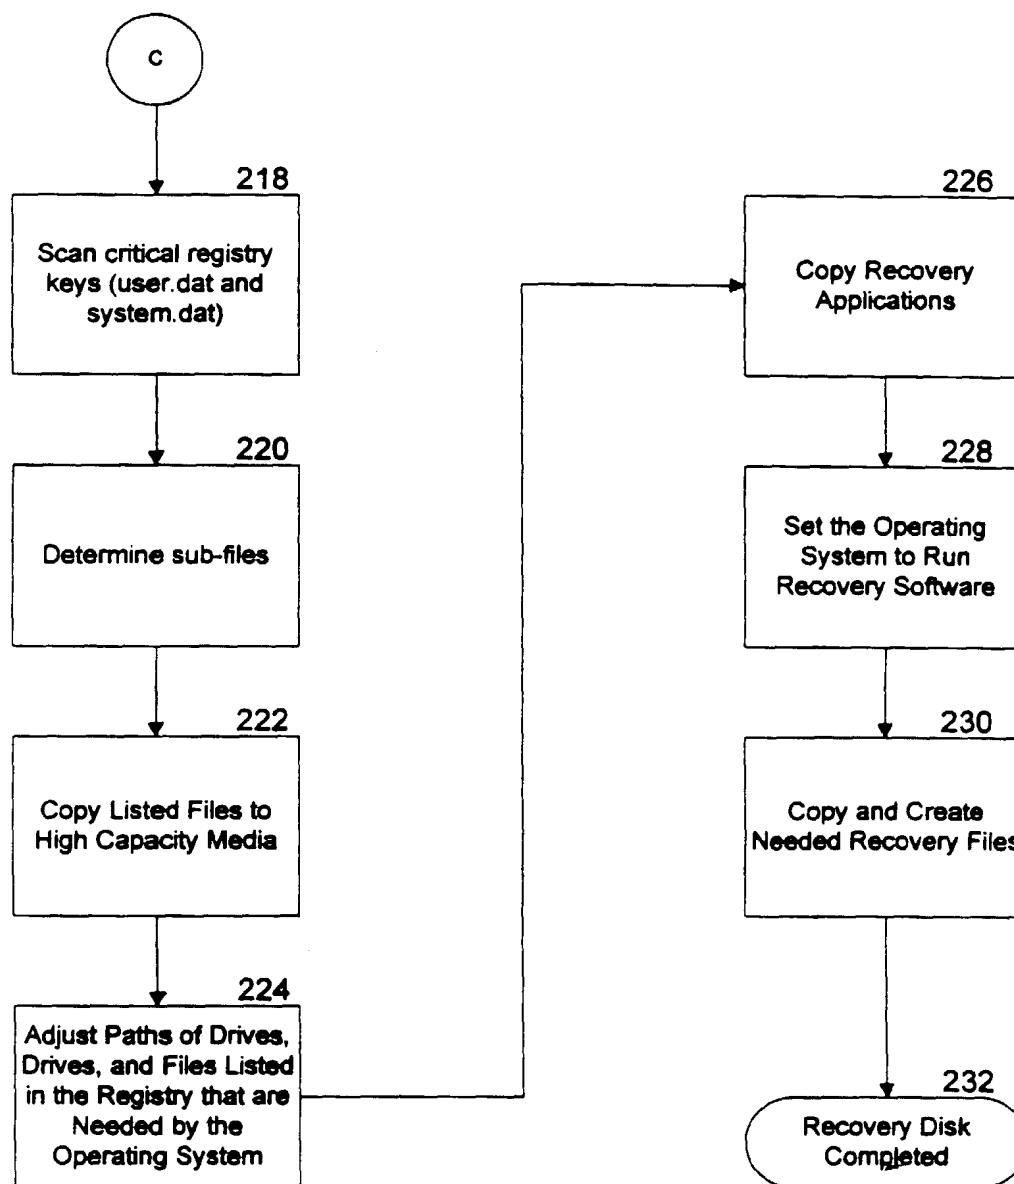 C
218
Scan critical registry
keys (user.dat and
system.dat)
220
Determine sub-files
222
Copy Listed Files to
High Capacity Media
224
Adjust Paths of Drives,
Drives, and Files Listed
in the Registry that are
Needed by the
Operating System
226
Copy Recovery
Applications
228
Set the Operating
System to Run
Recovery Software
230
Copy and Create
Needed Recovery Files
232
Recovery Disk
Completed